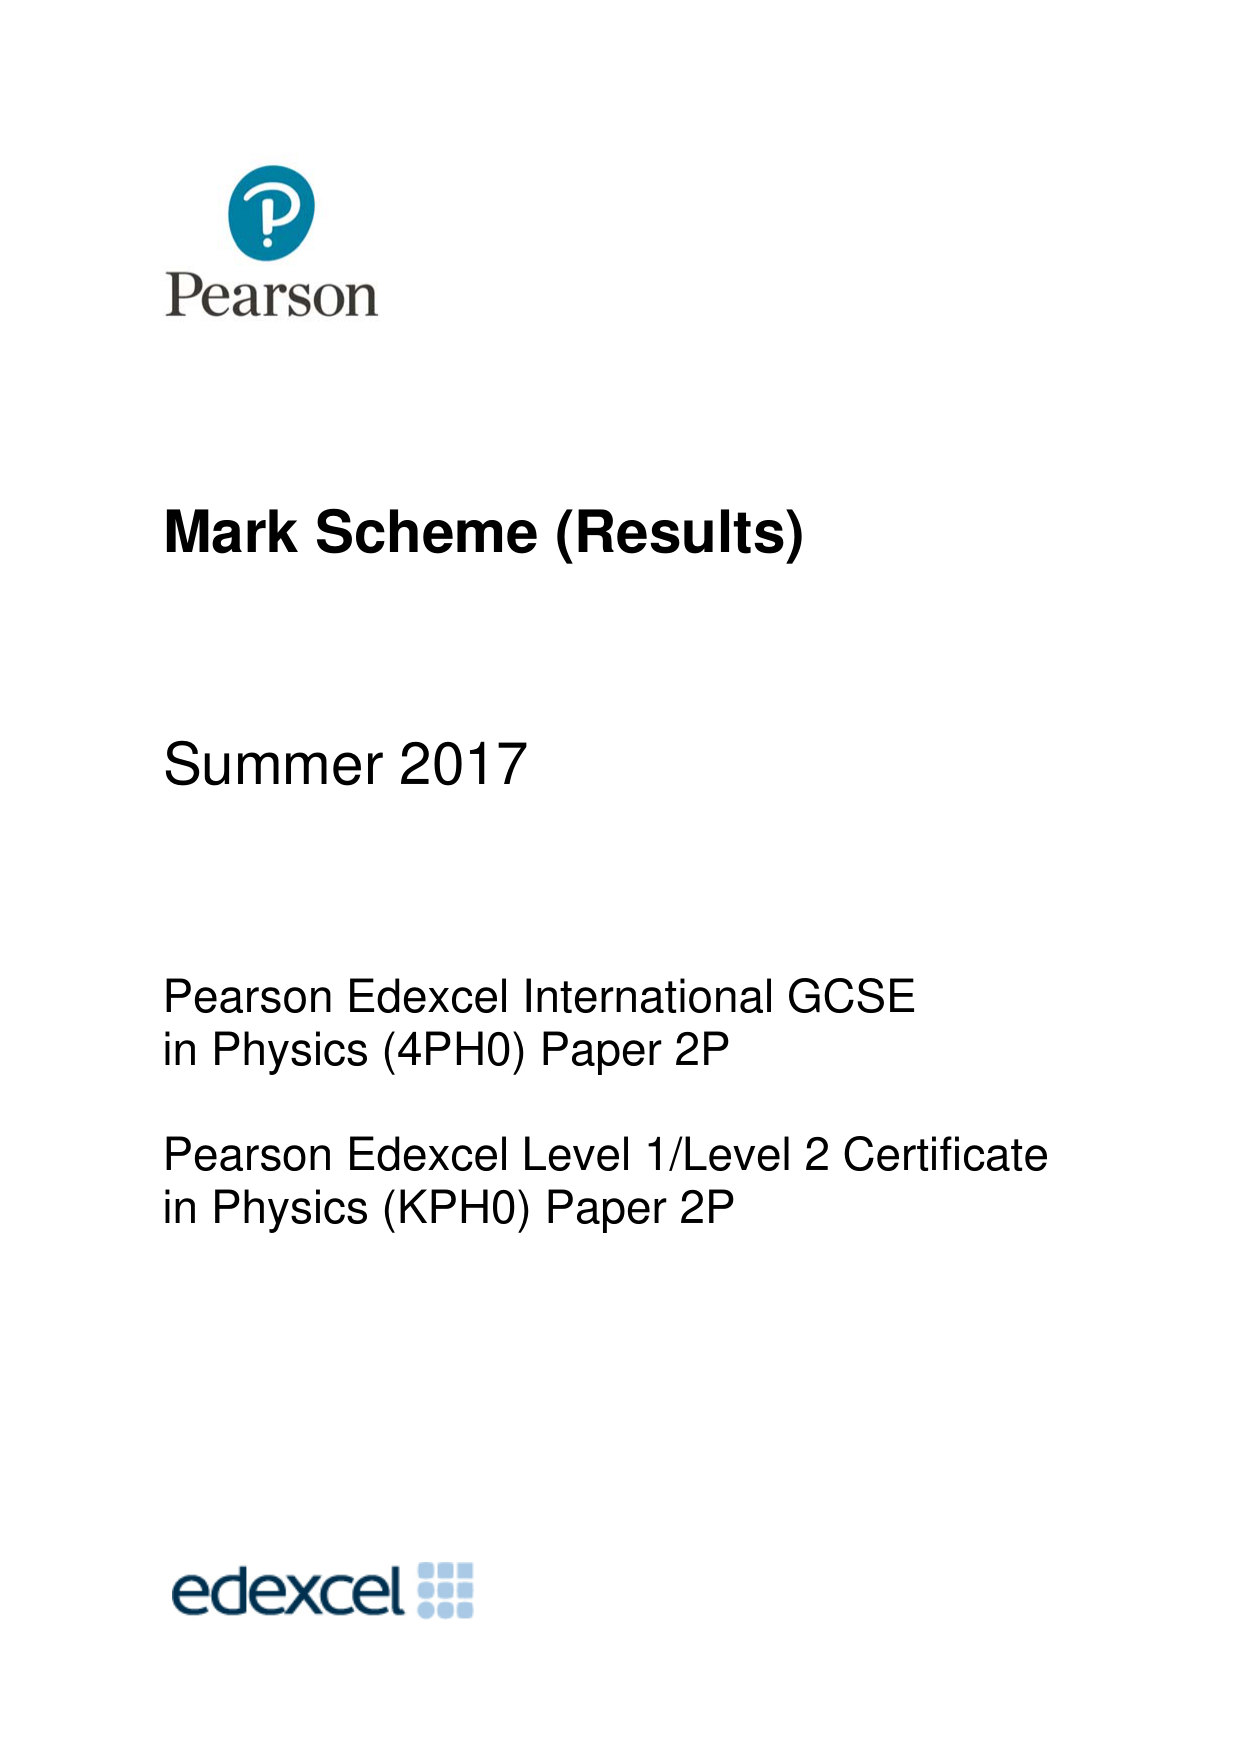 Pearson
Mark Scheme (Results)
Summer 2017
Pearson Edexcel International GCSE
in Physics (4PH0) Paper 2P
Pearson Edexcel Level 1/Level 2 Certificate
in Physics (KPH0) Paper 2P
edexcel